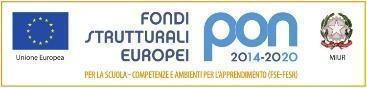 FONDI
STRUTTURALI
EUROPEI
pon
2014-2020
Unione Europea
MIUR
PER LA SCUOLA - COMPETENZE E AMBIENTI PER L'APPRENDIMENTO (FSE-FESR)